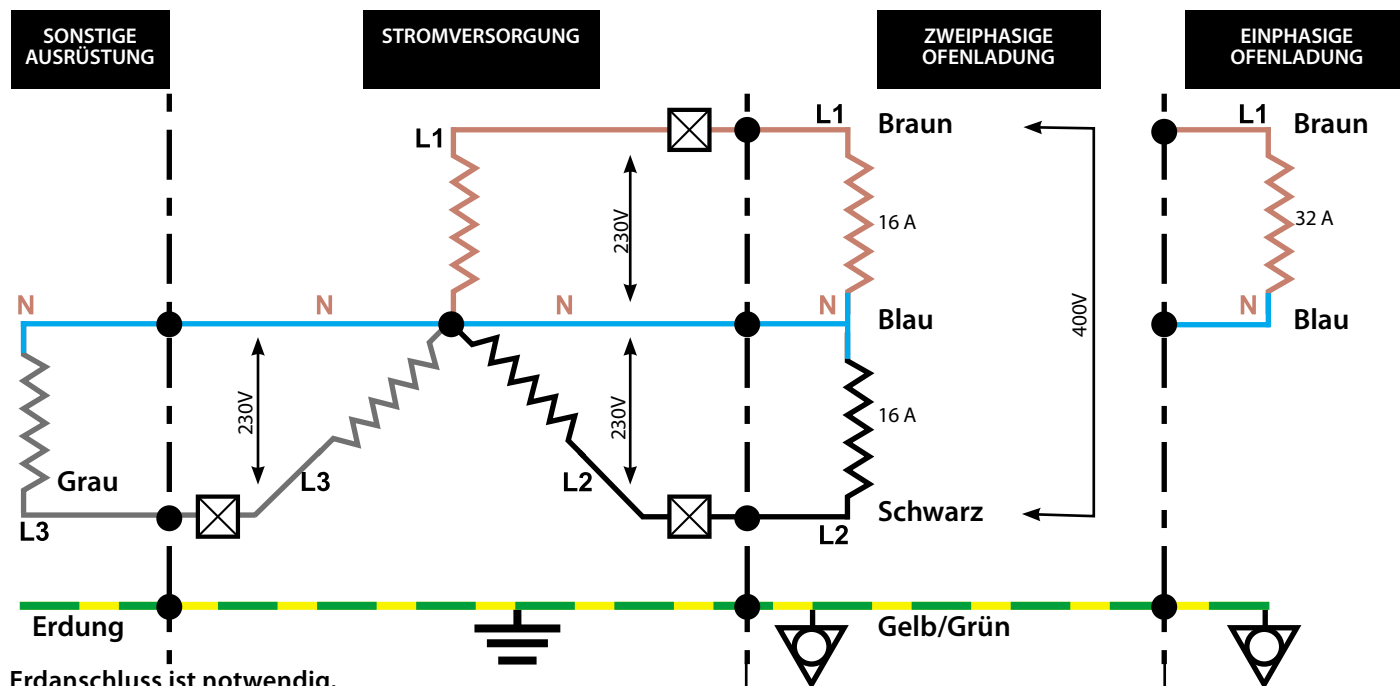 SONSTIGE
AUSRÜSTUNG
STROMVERSORGUNG
ZWEIPHASIGE
OFENLADUNG
EINPHASIGE
OFENLADUNG
L1
L1
Braun
L1
Braun
230V
16 A
32 A
N
N
N
N
Blau
400V
N
Blau
230V
230V
16 A
Grau
L3
L2
L3
L2
Schwarz
Erdung
Gelb/Grün
Erdanschluss ist notwendig.